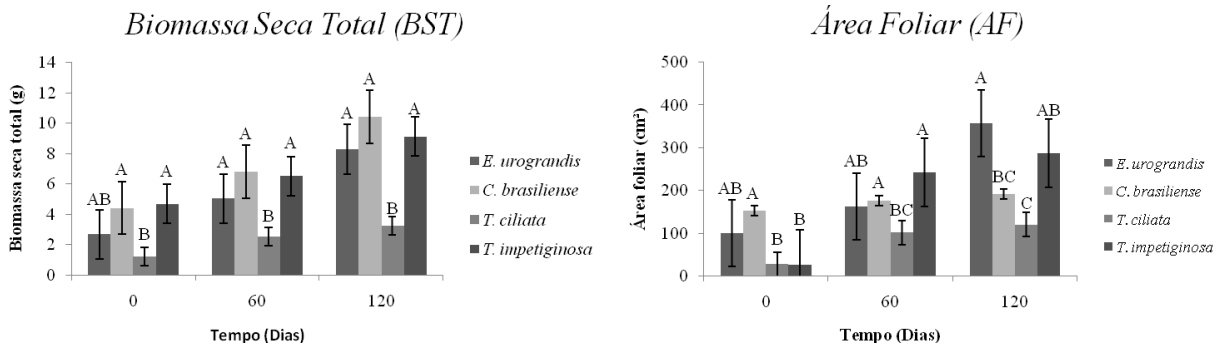 Biomassa Seca Total (BST)
Biomassa seca total (g)
14
12
10
8
6
4
2
0
AB
A
B
A
A
A
B
A
A
A
B
A
0
60
120
Tempo (Dias)
E. urograndis
C. brasiliense
T. ciliata
T. impetiginosa
Área Foliar (AF)
Área foliar (cm²)
500
400
300
200
100
0
AB
A
B
B
AB
A
BC
A
A
BC
C
AB
0
60
120
Tempo (Dias)
E. urograndis
C. brasiliense
T. ciliata
T. impetiginosa